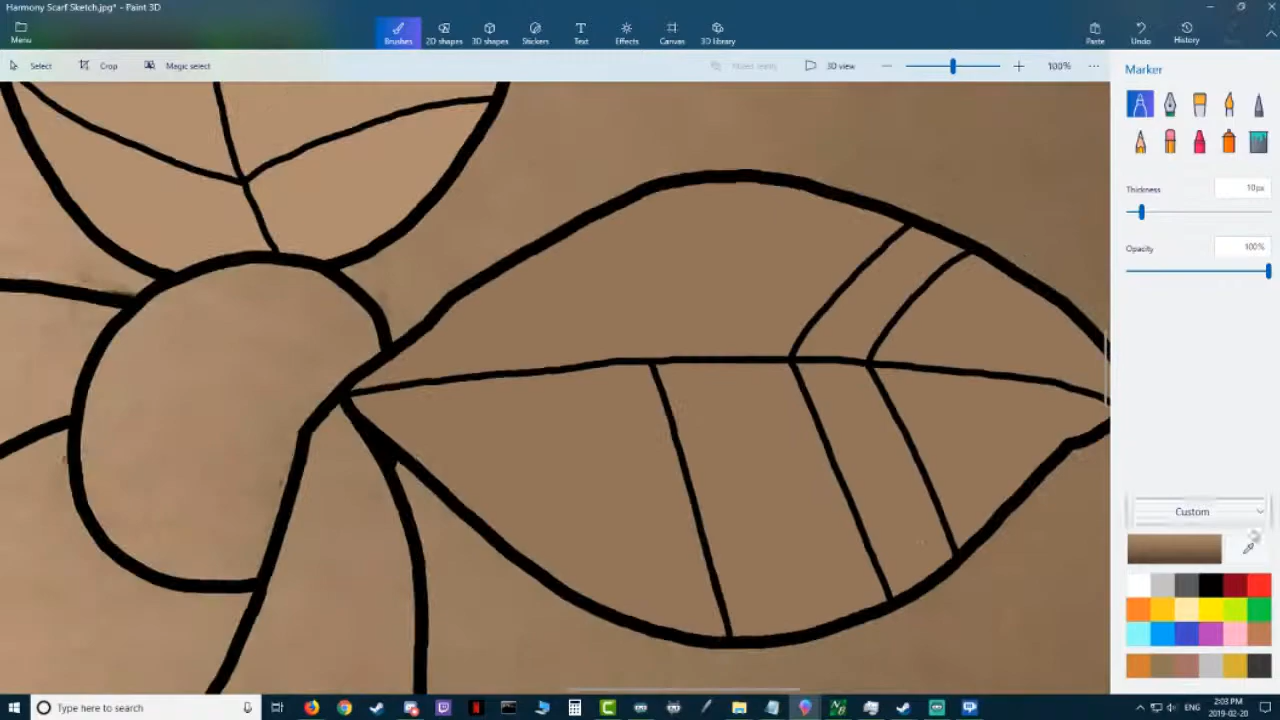 Harmony Scarf Sketch.jpg* - Paint 3D
Menu
Brushes
2D shapes
3D shapes
Stickers
Text
Effects
Canvas
3D library
Paste
Undo
History
Select
Crop
Magic select
Mixed reality
3D view
100%
Marker
Thickness
10px
Opacity
100%
Custom
Type here to search
2:03 PM
2019-02-20